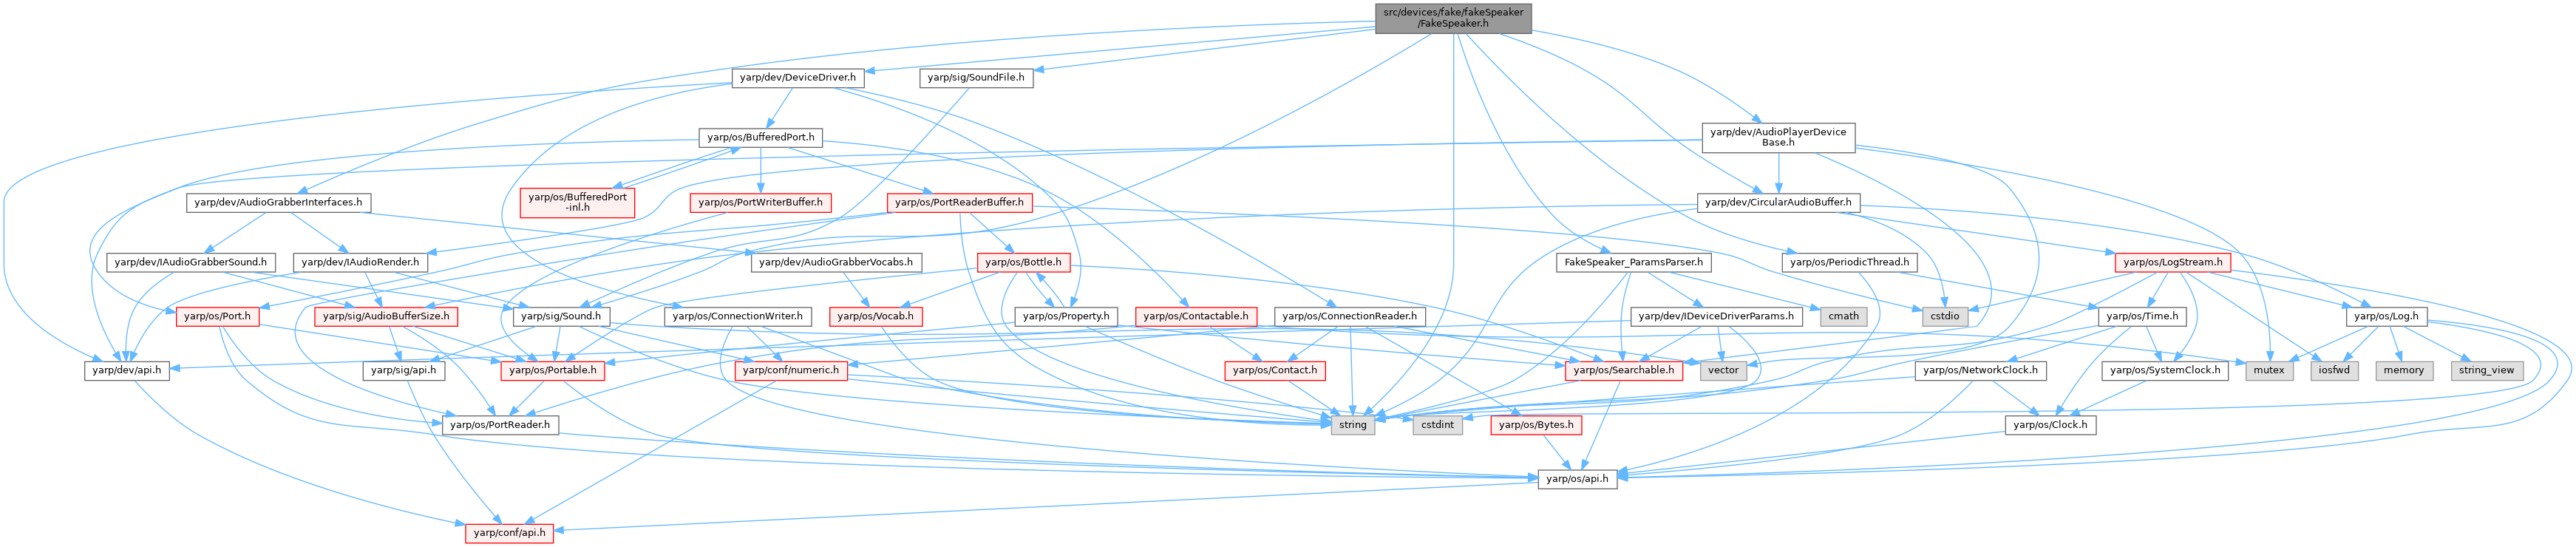 src/devices/fake/fakeSpeaker
/FakeSpeaker.h
yarp/dev/DeviceDriver.h
yarp/sig/SoundFile.h
yarp/os/BufferedPort.h
yarp/dev/AudioPlayerDevice
Base.h
yarp/dev/AudioGrabberInterfaces.h
yarp/os/BufferedPort
-inl.h
yarp/os/PortWriterBuffer.h
yarp/os/PortReaderBuffer.h
yarp/dev/CircularAudioBuffer.h
yarp/dev/IAudioGrabberSound.h
yarp/dev/IAudioRender.h
yarp/dev/AudioGrabberVocabs.h
yarp/os/Bottle.h
FakeSpeaker_ParamsParser.h
yarp/os/PeriodicThread.h
yarp/os/LogStream.h
yarp/os/Port.h
yarp/sig/AudioBufferSize.h
yarp/sig/Sound.h
yarp/os/ConnectionWriter.h
yarp/os/Vocab.h
yarp/os/Property.h
yarp/os/Contactable.h
yarp/os/ConnectionReader.h
yarp/dev/IDeviceDriverParams.h
cmath
cstdio
yarp/os/Time.h
yarp/os/Log.h
yarp/dev/api.h
yarp/sig/api.h
yarp/os/Portable.h
yarp/conf/numeric.h
yarp/os/Contact.h
yarp/os/Searchable.h
vector
yarp/os/NetworkClock.h
yarp/os/SystemClock.h
mutex
iosfwd
memory
string_view
yarp/os/PortReader.h
string
cstdint
yarp/os/Bytes.h
yarp/os/Clock.h
yarp/os/api.h
yarp/conf/api.h